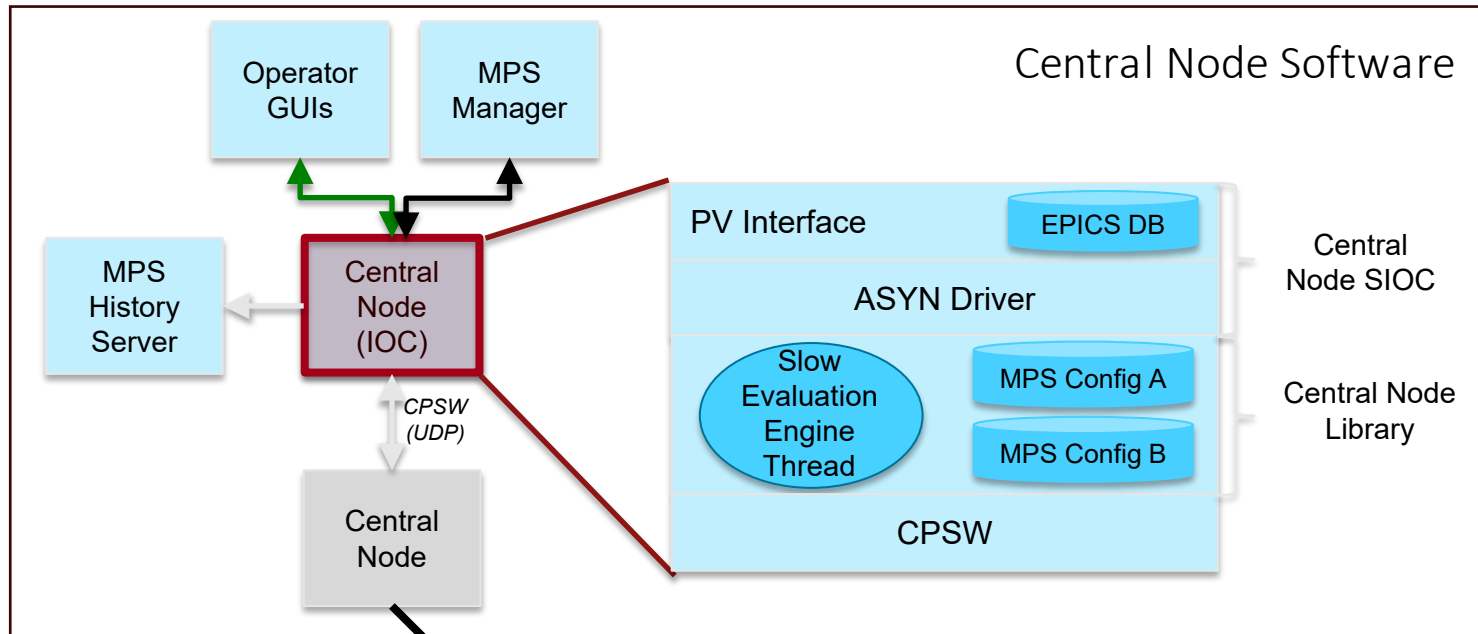 Central Node Software
Operator
GUIs
MPS
Manager
MPS
History
Server
Central
Node
(IOC)
CPSW
(UDP)
Central
Node
PV Interface
EPICS DB
ASYN Driver
Slow
Evaluation
Engine
Thread
MPS Config A
MPS Config B
CPSW
Central
Node SIOC
Central Node
Library